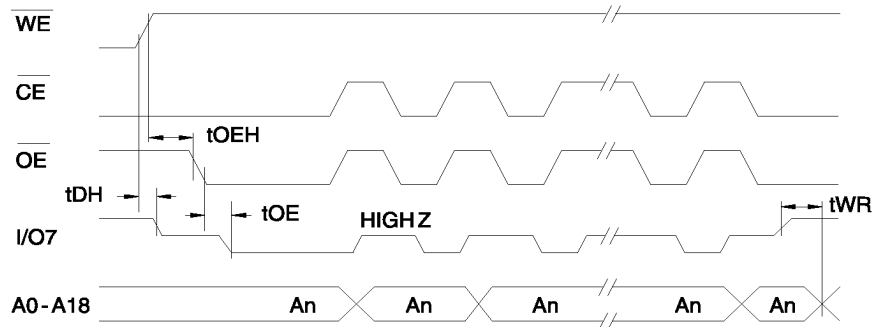 WE
CE
tOEH
OE
tDH
tOE
tWR
I/O7
HIGH Z
A0-A18 An An An An An